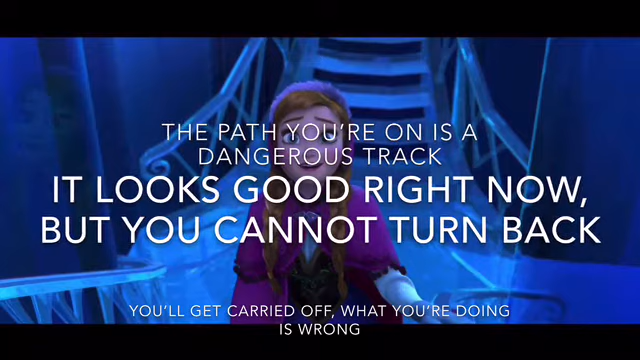 THE PATH YOU'RE ON IS A
DANGEROUS TRACK
IT LOOKS GOOD RIGHT NOW,
BUT YOU CANNOT TURN BACK
YOU'LL GET CARRIED OFF, WHAT YOU'RE DOING
IS WRONG